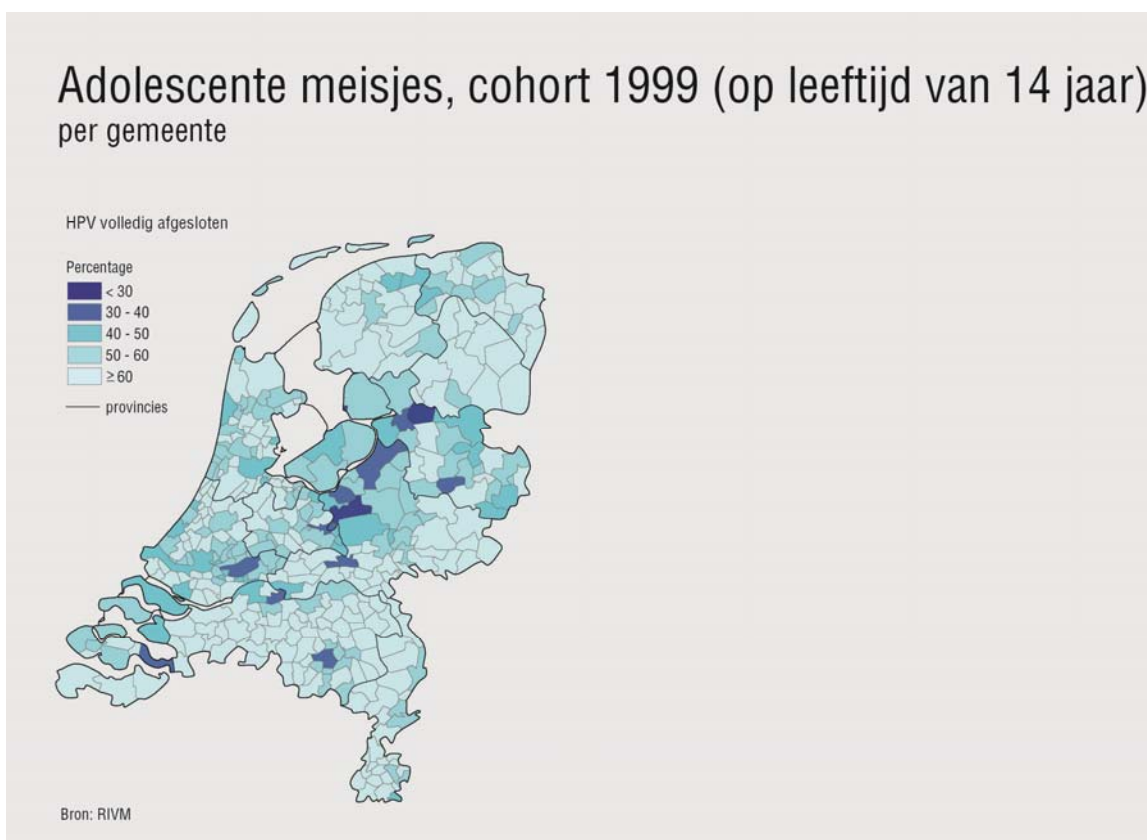 Adolescente meisjes, cohort 1999 (op leeftijd van 14 jaar)
per gemeente
HPV volledig afgesloten
Percentage
< 30
30 - 40
40 - 50
50 - 60
≥ 60
provincies
Bron: RIVM